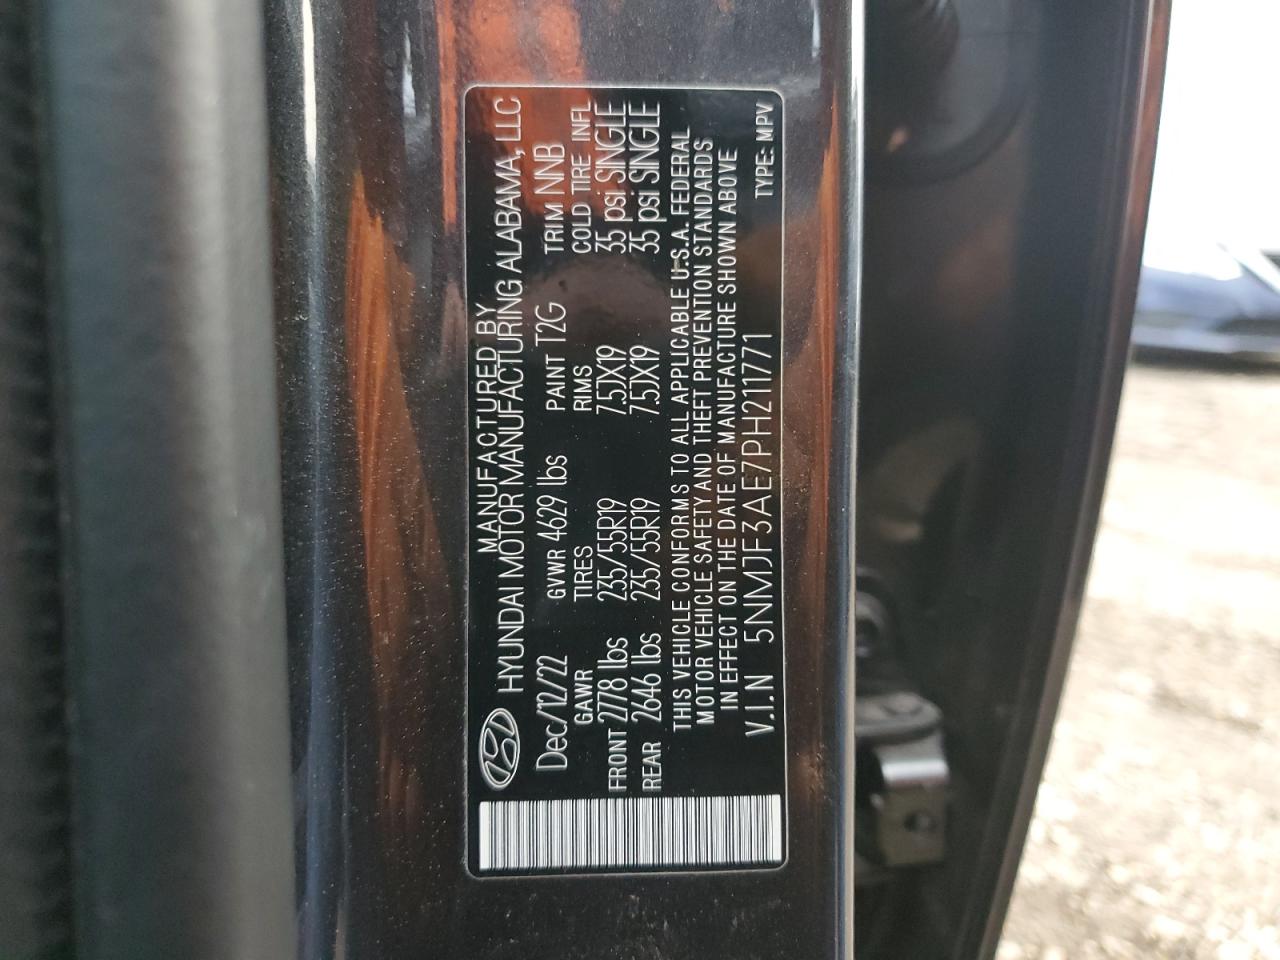 MANUFACTURED BY
HYUNDAI MOTOR MANUFACTURING ALABAMA, LLC
Dec/12/22 GVWR 4629 lbs PAINT T2G TRIM NNB
GAWR TIRES RIMS COLD TIRE INFL
FRONT 2778 lbs 235/55R19 7.5JX19 35 psi SINGLE
REAR 2646 lbs 235/55R19 7.5JX19 35 psi SINGLE
THIS VEHICLE CONFORMS TO ALL APPLICABLE U.S.A. FEDERAL
MOTOR VEHICLE SAFETY AND THEFT PREVENTION STANDARDS
IN EFFECT ON THE DATE OF MANUFACTURE SHOWN ABOVE
V.I.N 5NMJF3AE7PH211771 TYPE: MPV